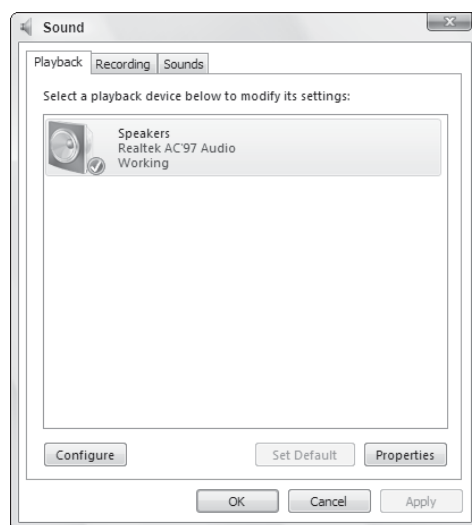 Sound
Playback Recording Sounds
Select a playback device below to modify its settings:
Speakers
Realtek AC'97 Audio
Working
Configure Set Default Properties
OK Cancel Apply